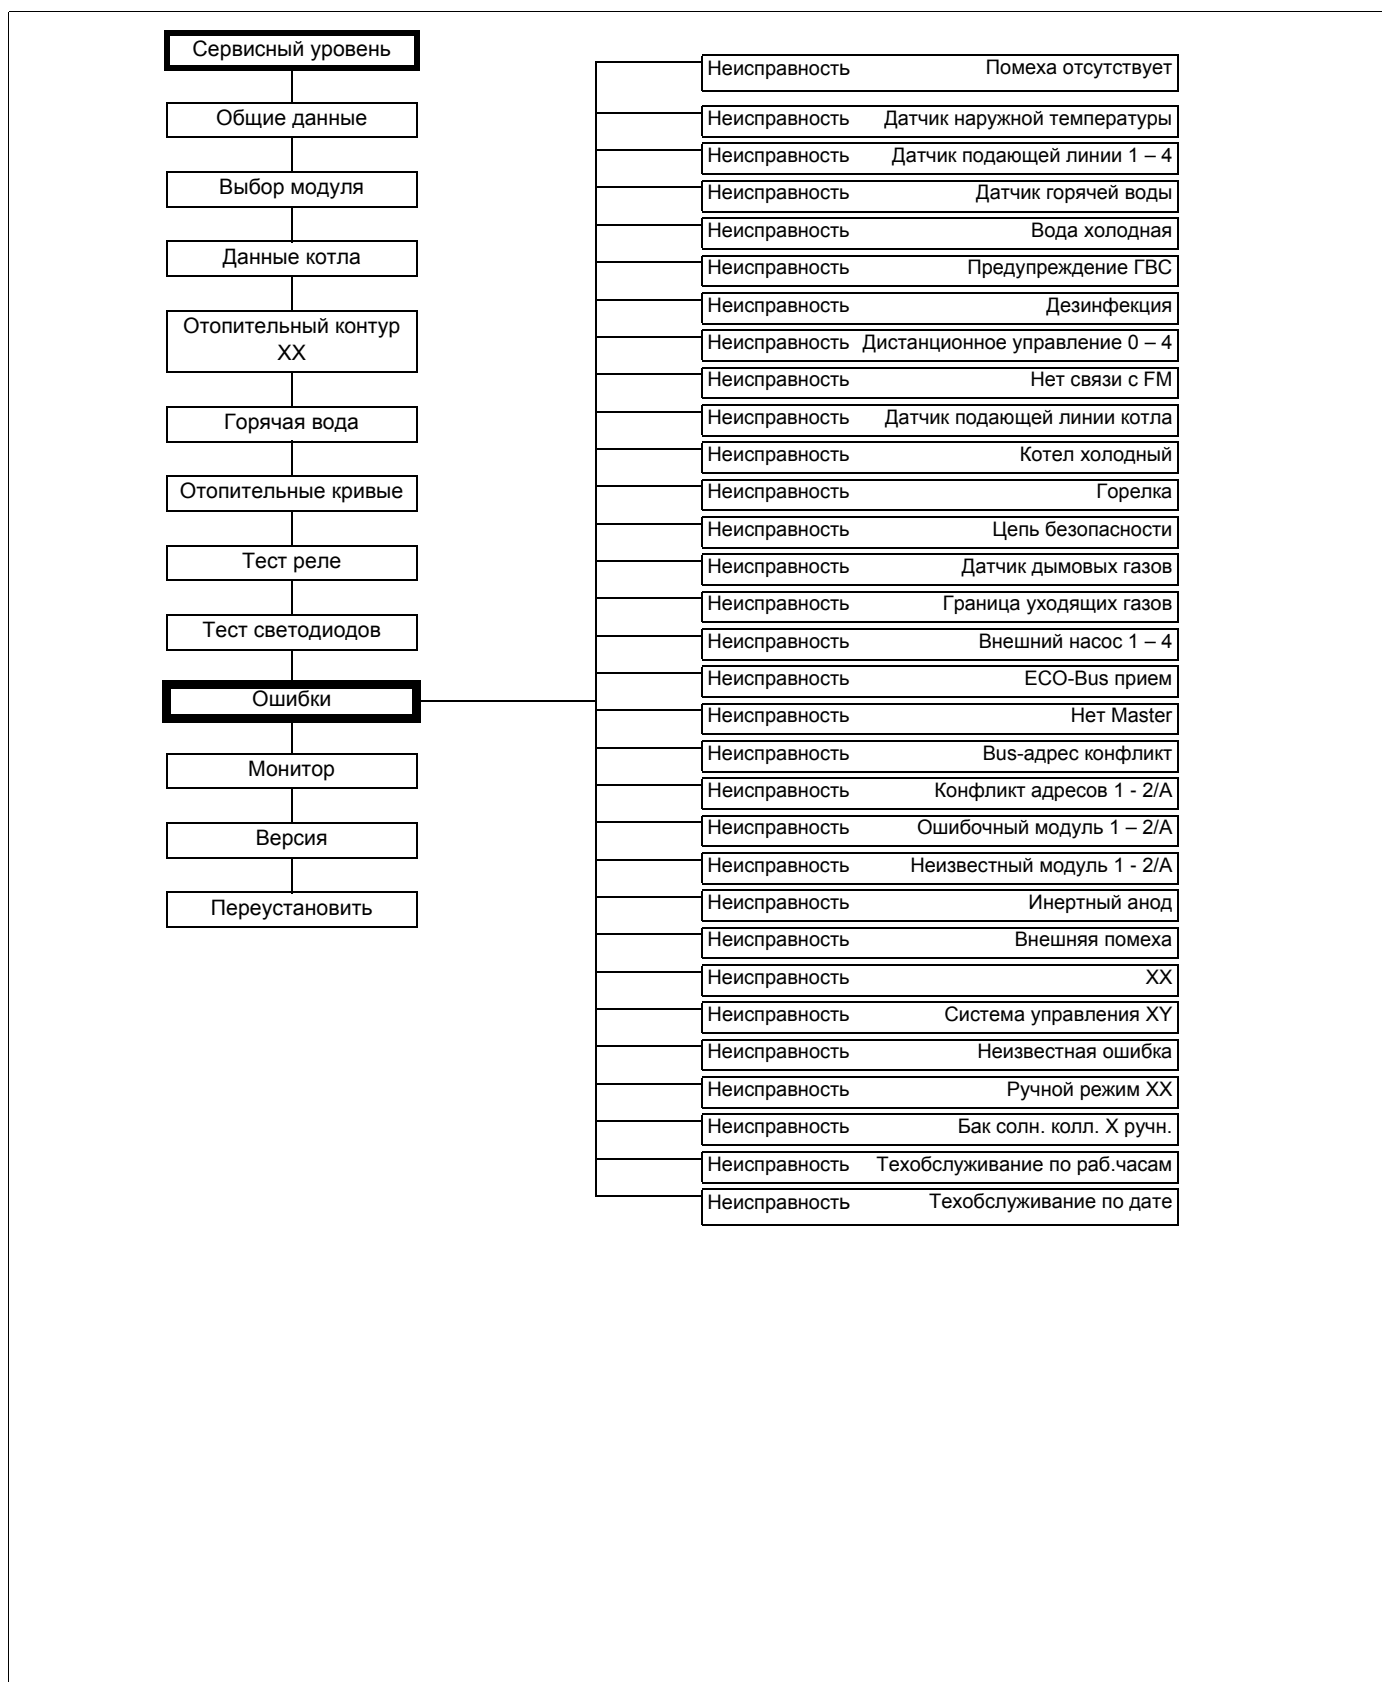 Сервисный уровень
Общие данные
Выбор модуля
Данные котла
Отопительный контур
XX
Горячая вода
Отопительные кривые
Тест реле
Тест светодиодов
Ошибки
Монитор
Версия
Переустановить
Неисправность Помеха отсутствует
Неисправность Датчик наружной температуры
Неисправность Датчик подающей линии 1 – 4
Неисправность Датчик горячей воды
Неисправность Вода холодная
Неисправность Предупреждение ГВС
Неисправность Дезинфекция
Неисправность Дистанционное управление 0 – 4
Неисправность Нет связи с FM
Неисправность Датчик подающей линии котла
Неисправность Котел холодный
Неисправность Горелка
Неисправность Цепь безопасности
Неисправность Датчик дымовых газов
Неисправность Граница уходящих газов
Неисправность Внешний насос 1 – 4
Неисправность ECO-Bus прием
Неисправность Нет Master
Неисправность Bus-адрес конфликт
Неисправность Конфликт адресов 1 - 2/A
Неисправность Ошибочный модуль 1 – 2/A
Неисправность Неизвестный модуль 1 - 2/A
Неисправность Инертный анод
Неисправность Внешняя помеха
Неисправность XX
Неисправность Система управления XY
Неисправность Неизвестная ошибка
Неисправность Ручной режим XX
Неисправность Бак солн. колл. X ручн.
Неисправность Техобслуживание по раб.часам
Неисправность Техобслуживание по дате